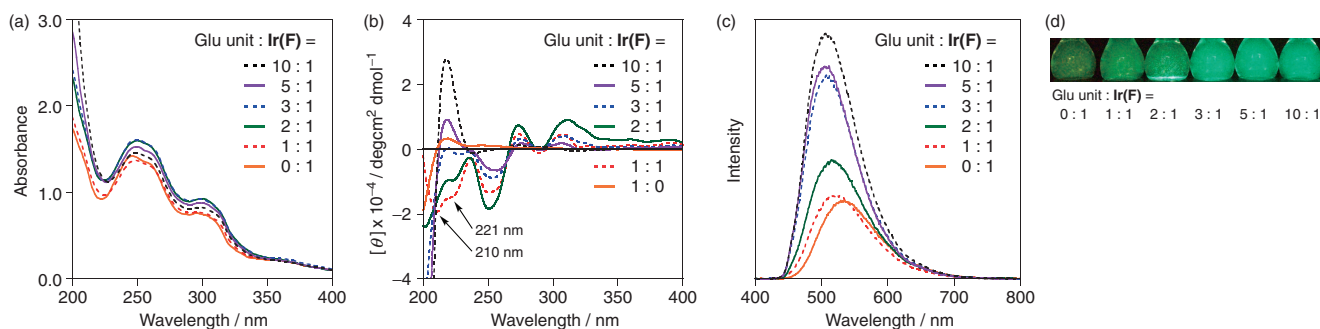 (a)
3.0
2.0
1.0
0.0
Absorbance
200 250 300 350 400
Wavelength / nm
Glu unit : Ir(F) =
10 : 1
5 : 1
3 : 1
2 : 1
1 : 1
0 : 1
(b)
4
2
0
−2
−4
[θ] x 10⁻⁴ / degcm² dmol⁻¹
200 250 300 350 400
Wavelength / nm
Glu unit : Ir(F) =
10 : 1
5 : 1
3 : 1
2 : 1
1 : 1
1 : 0
221 nm
210 nm
(c)
Intensity
400 500 600 700 800
Wavelength / nm
Glu unit : Ir(F) =
10 : 1
5 : 1
3 : 1
2 : 1
1 : 1
0 : 1
(d)
Glu unit : Ir(F) =
0 : 1 1 : 1 2 : 1 3 : 1 5 : 1 10 : 1